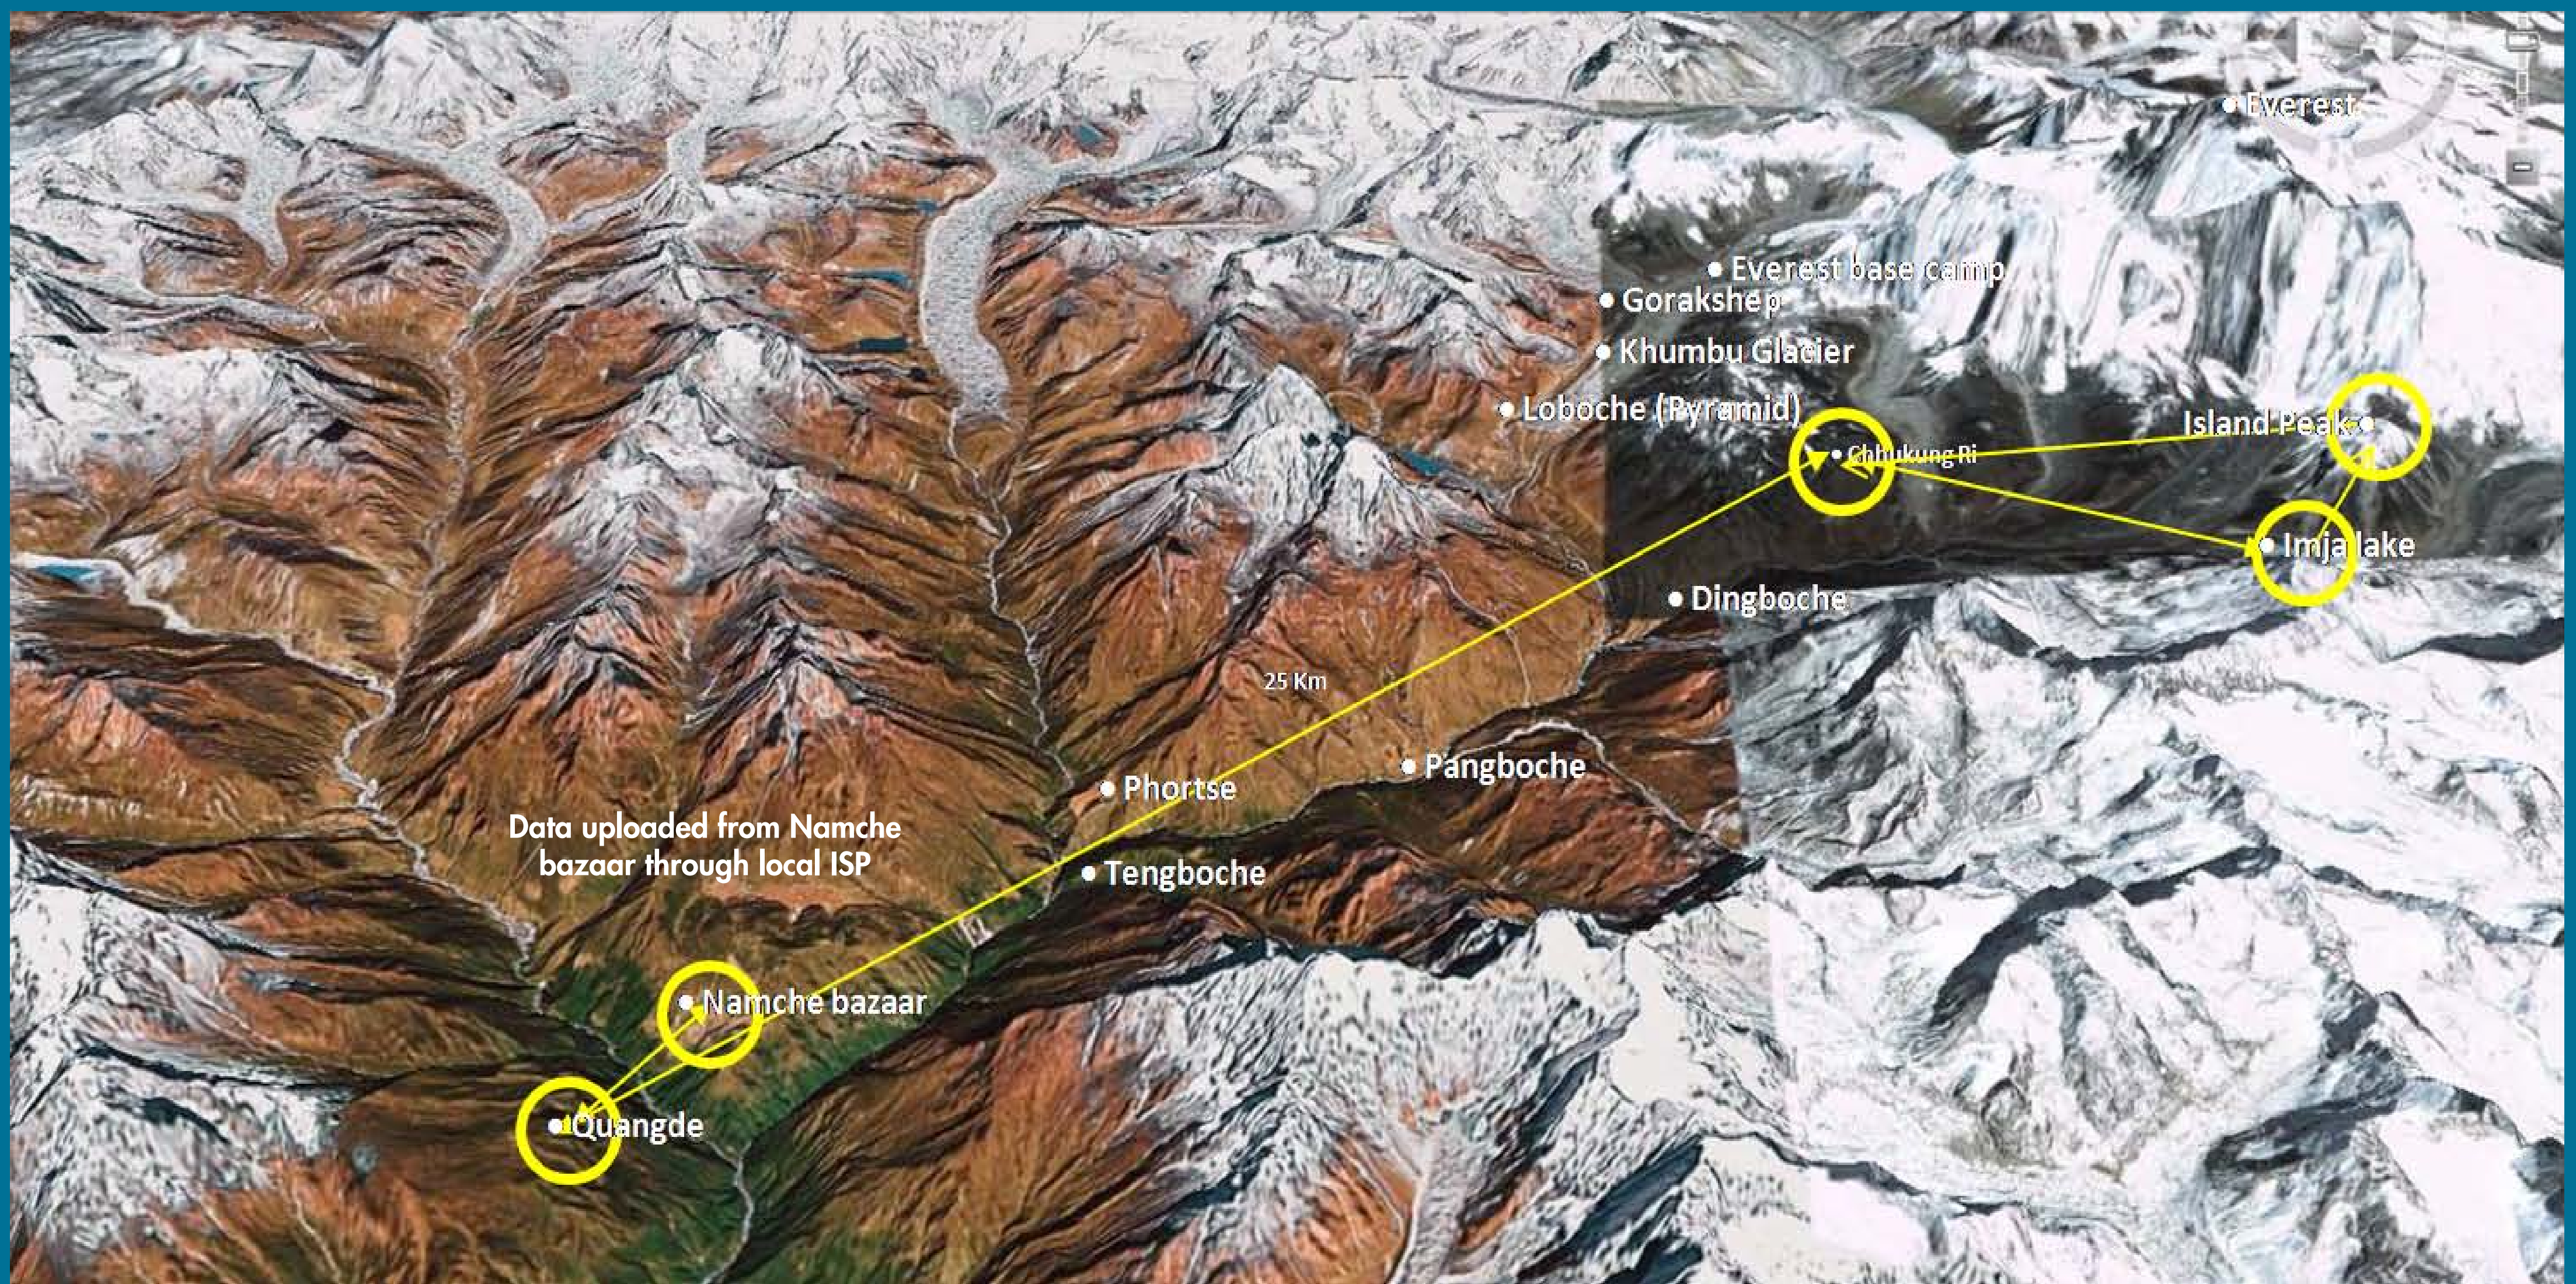 Everest
Everest base camp
Gorakshep
Khumbu Glacier
Loboche (Pyramid)
Island Peak
Chhukung Ri
Imja lake
Dingboche
25 Km
Pangboche
Phortse
Data uploaded from Namche
bazaar through local ISP
Tengboche
Namche bazaar
Quangde